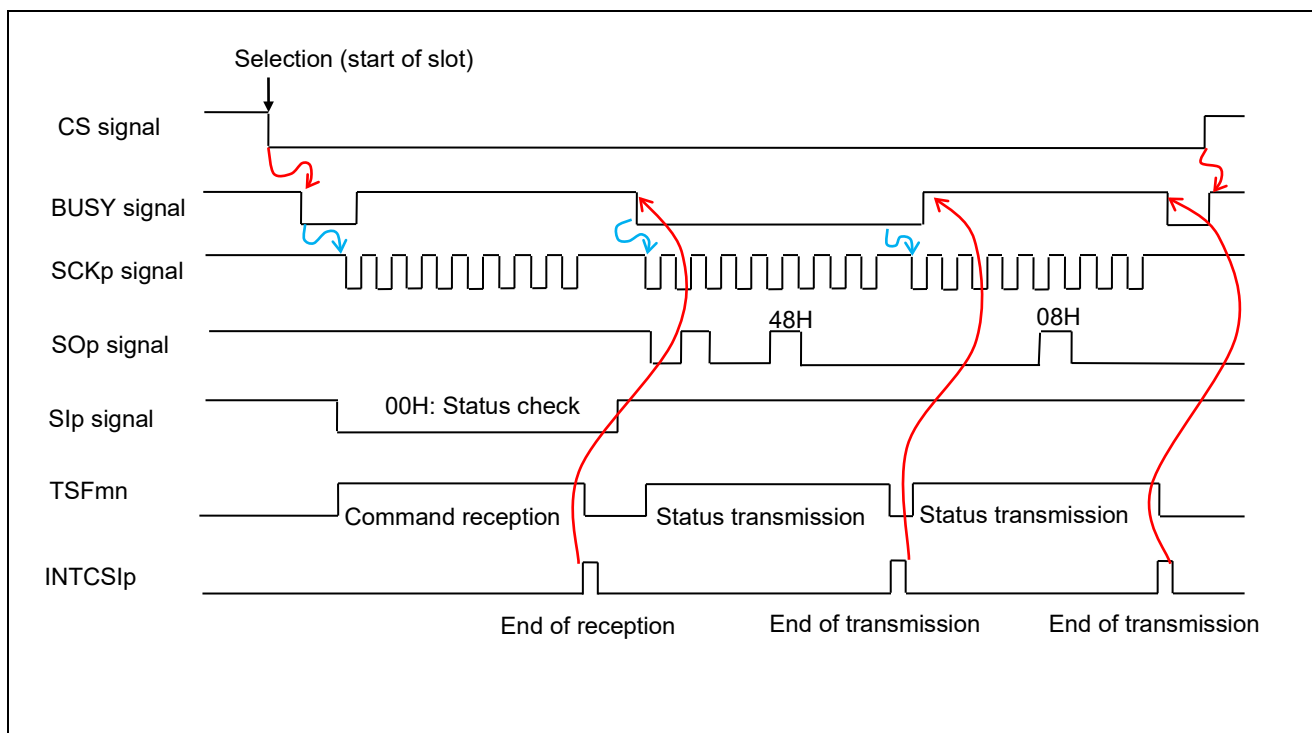 Selection (start of slot)
CS signal
BUSY signal
SCKp signal
48H
08H
SOp signal
00H: Status check
SIp signal
TSFmn
Command reception
Status transmission
Status transmission
INTCSIp
End of reception
End of transmission
End of transmission